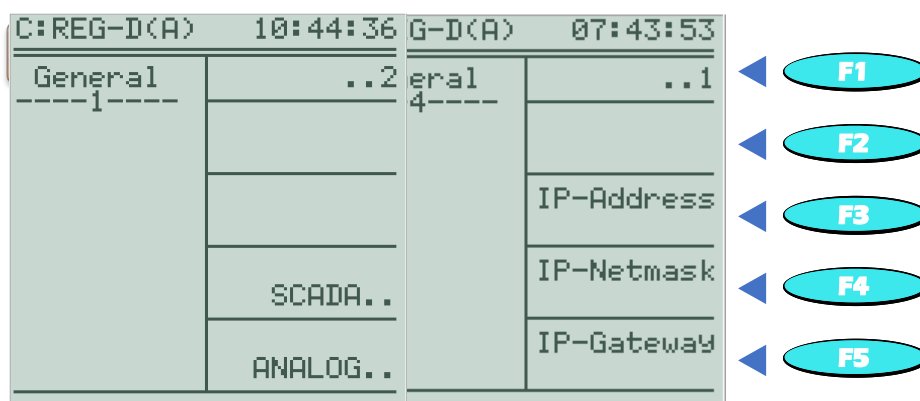 C:REG-D(A) 10:44:36
General ..2
----1----
SCADA..
ANALOG..
G-D(A) 07:43:53
eral ..1
4----
IP-Address
IP-Netmask
IP-Gateway
F1
F2
F3
F4
F5